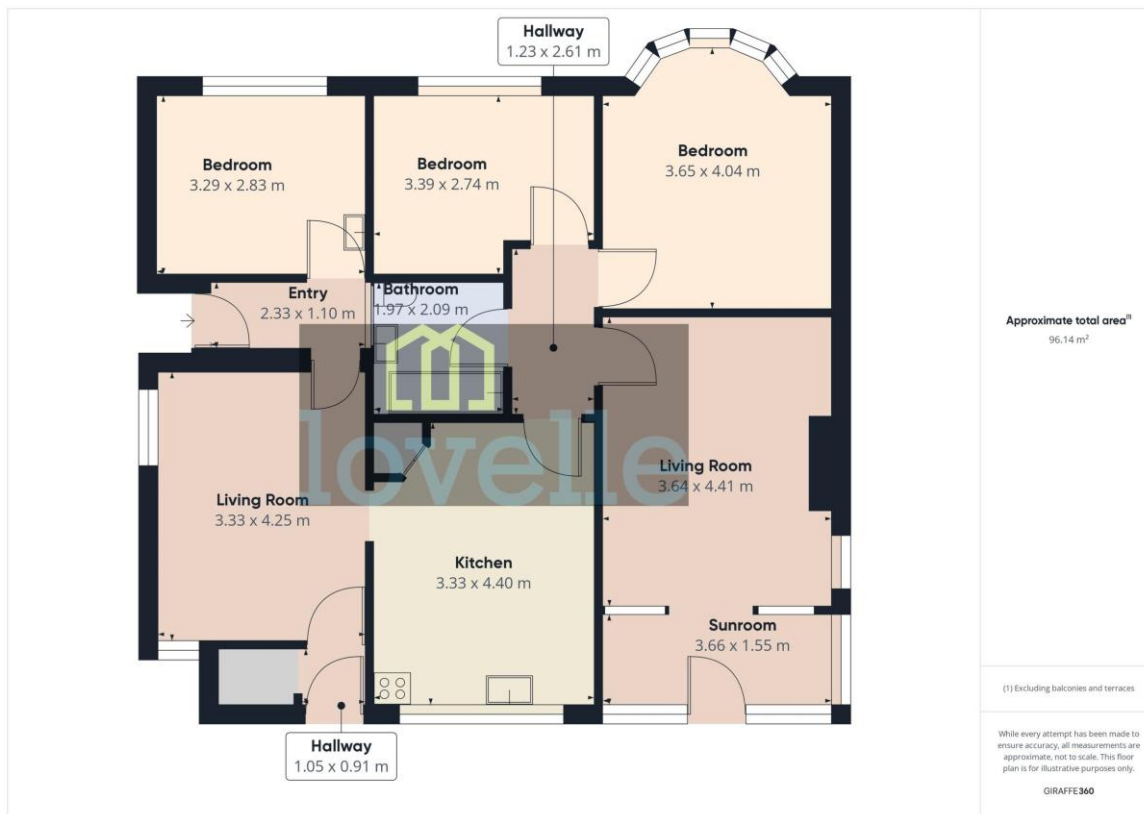 Hallway
1.23 x 2.61 m
Bedroom
3.29 x 2.83 m
Bedroom
3.39 x 2.74 m
Bedroom
3.65 x 4.04 m
Entry
2.33 x 1.10 m
Bathroom
1.97 x 2.09 m
lovelle
Living Room
3.33 x 4.25 m
Living Room
3.64 x 4.41 m
Kitchen
3.33 x 4.40 m
Sunroom
3.66 x 1.55 m
Hallway
1.05 x 0.91 m
Approximate total area(1)
96.14 m²
(1) Excluding balconies and terraces
While every attempt has been made to
ensure accuracy, all measurements are
approximate, not to scale. This floor
plan is for illustrative purposes only.
GIRAFFE360